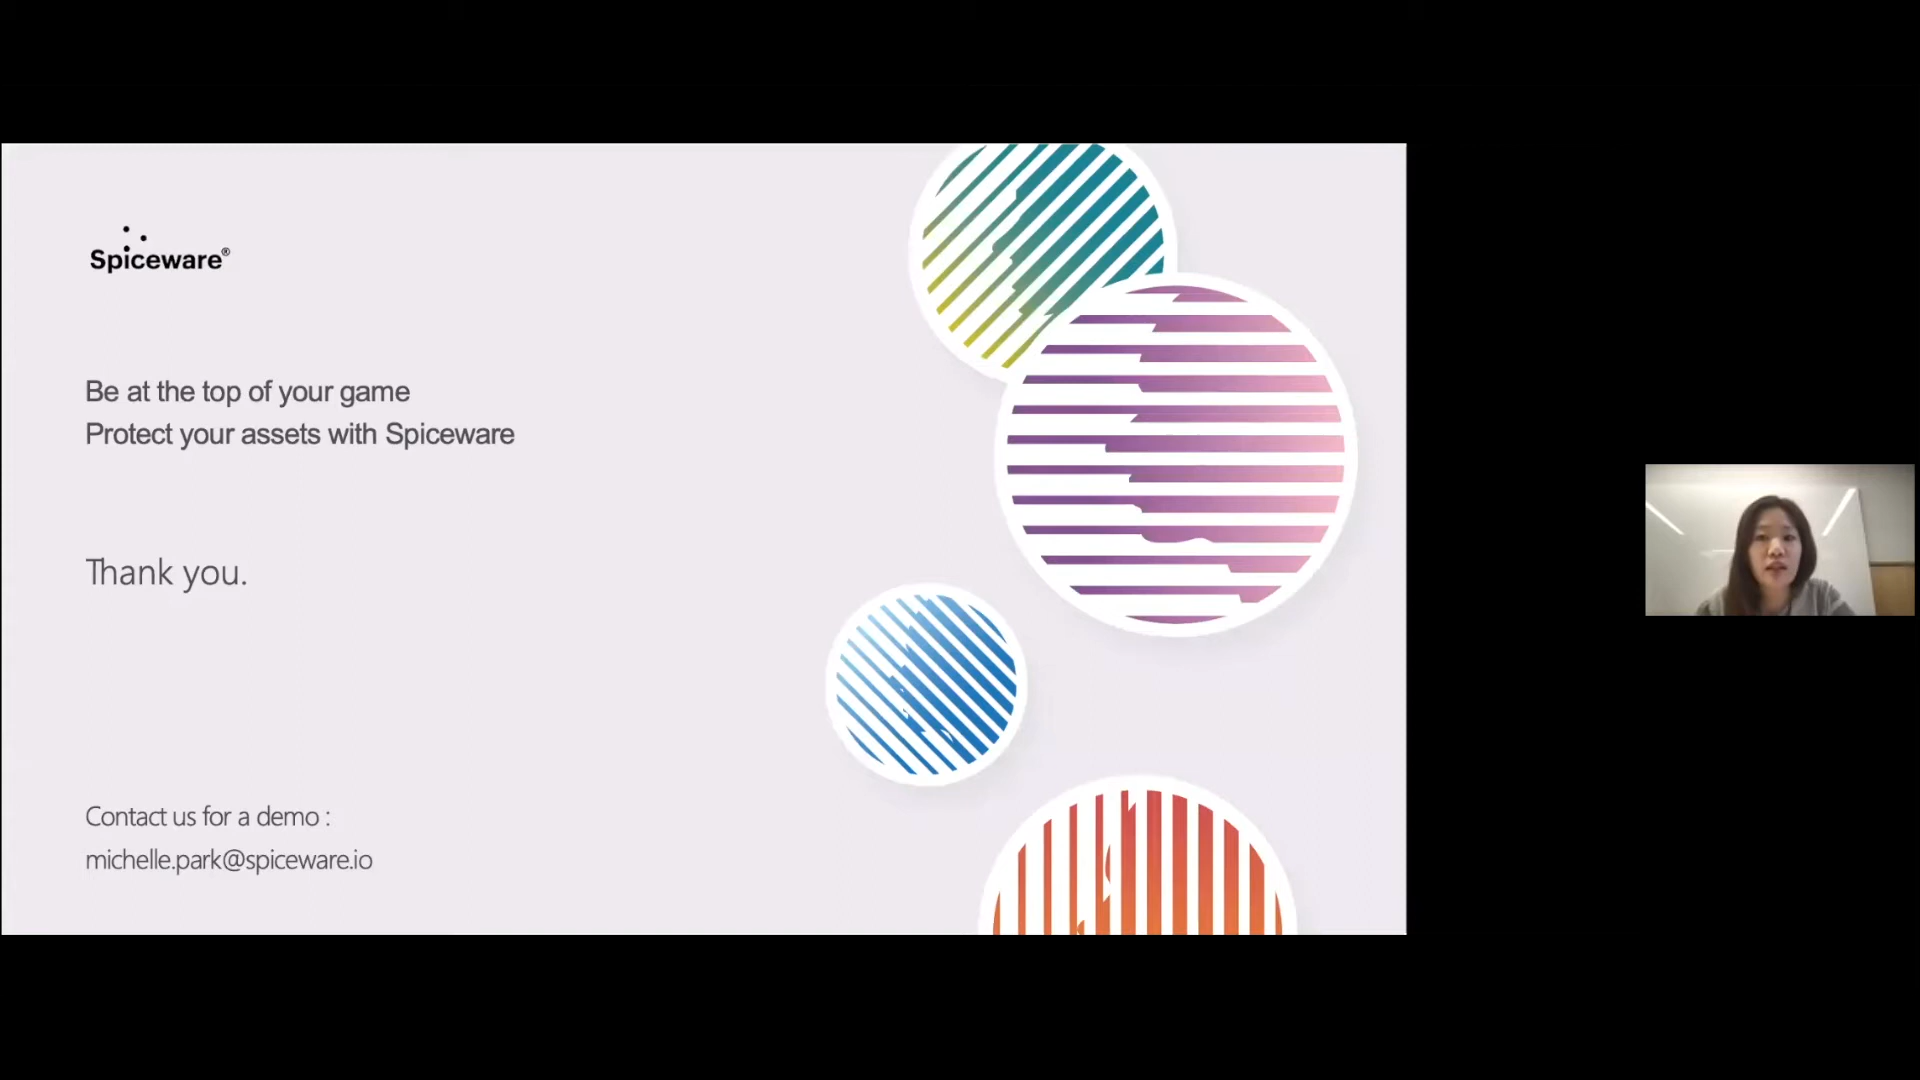 Spiceware®
Be at the top of your game
Protect your assets with Spiceware
Thank you.
Contact us for a demo :
michelle.park@spiceware.io